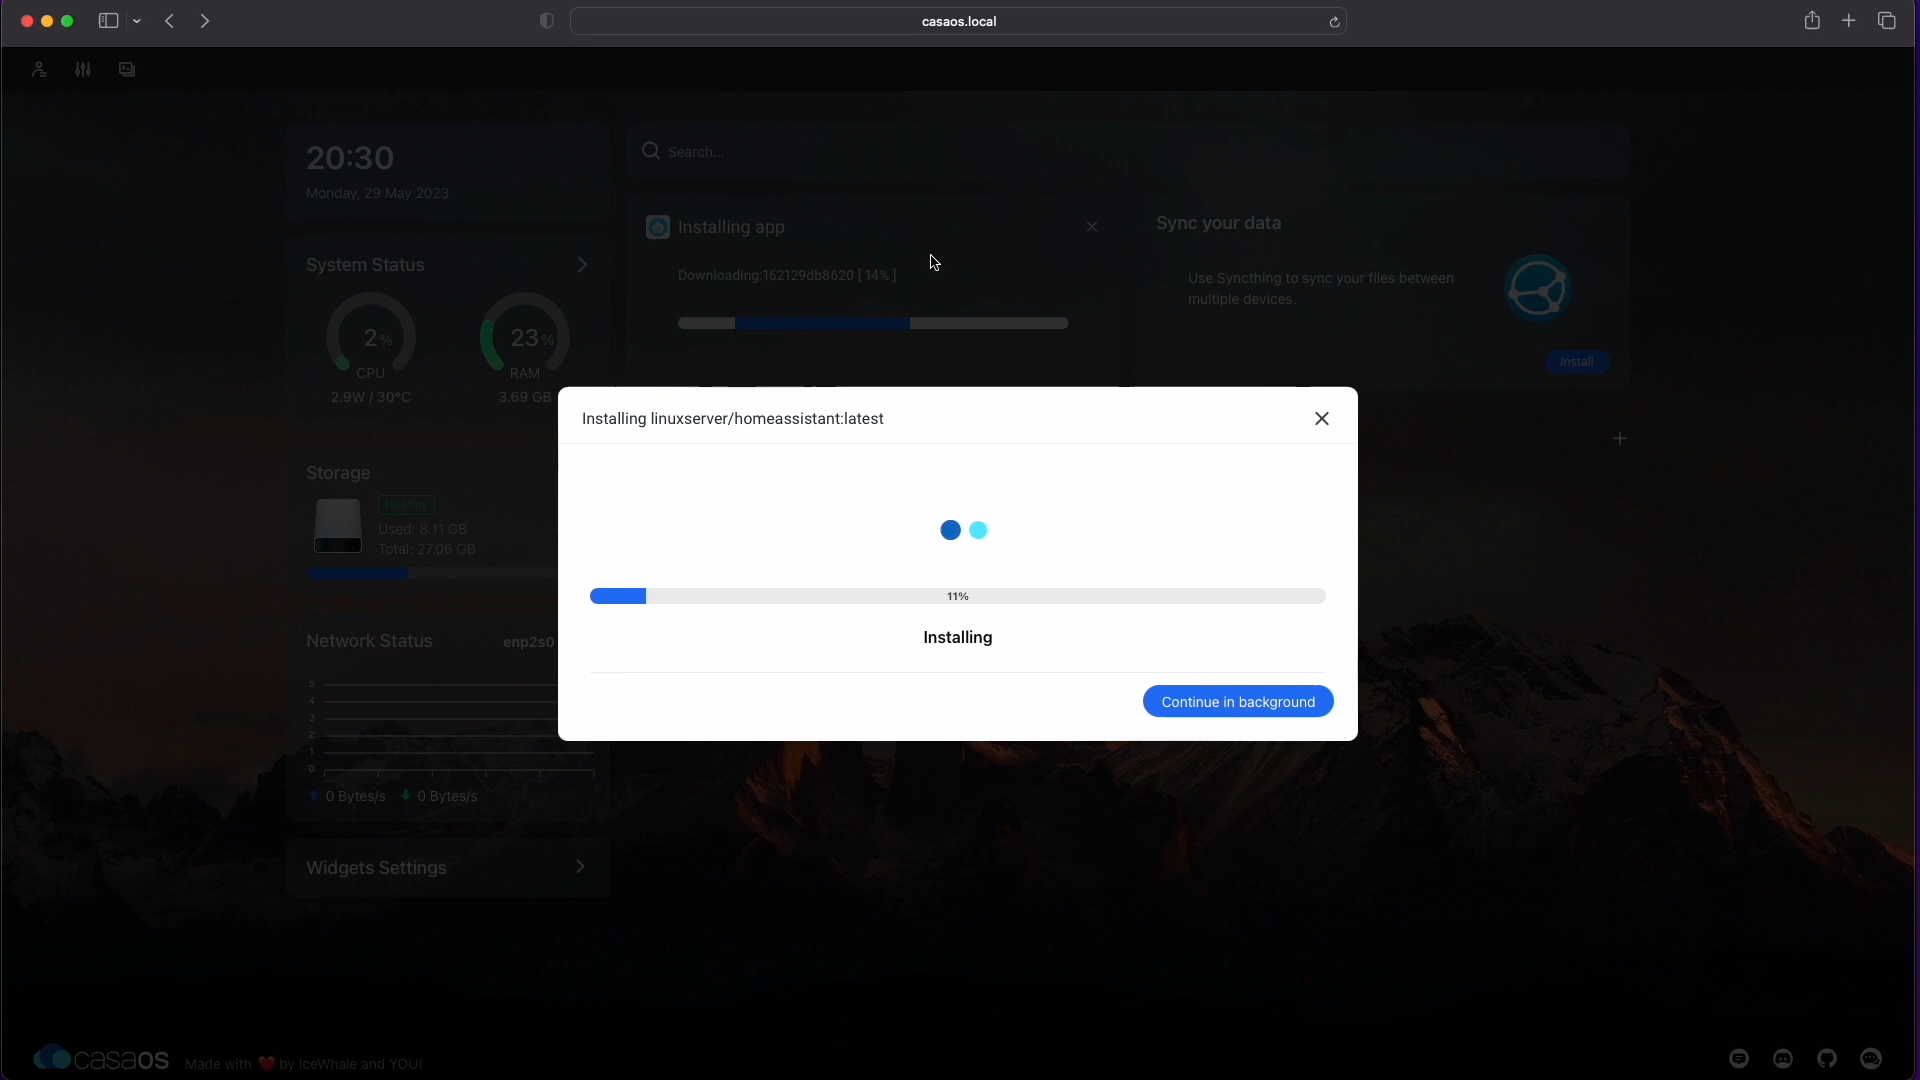 casaos.local
20:30
Monday, 29 May 2023
Search...
Installing app
Downloading:162129db8620 [ 14% ]
Sync your data
Use Syncthing to sync your files between
multiple devices.
Install
System Status
2%
CPU
2.9W / 30°C
23%
RAM
3.69 GB
Installing linuxserver/homeassistant:latest
11%
Installing
Continue in background
Storage
Healthy
Used: 8.11 GB
Total: 27.06 GB
Network Status
enp2s0
5
4
3
2
1
0
0 Bytes/s
0 Bytes/s
Widgets Settings
casaos
Made with ❤️ by IceWhale and YOU!